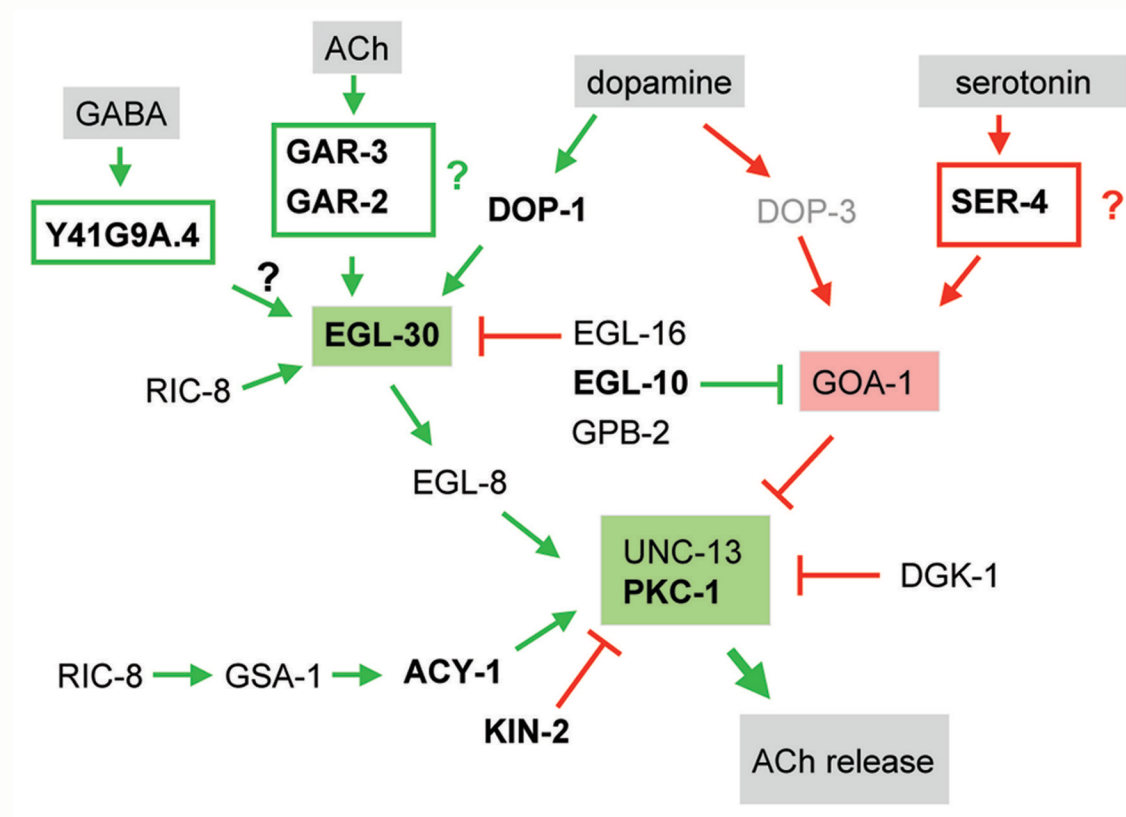 ACh
GABA
dopamine
serotonin
GAR-3
GAR-2
?
Y41G9A.4
DOP-1
DOP-3
SER-4
?
?
EGL-30
EGL-16
RIC-8
EGL-10
GOA-1
GPB-2
EGL-8
UNC-13
PKC-1
DGK-1
RIC-8
GSA-1
ACY-1
KIN-2
ACh release